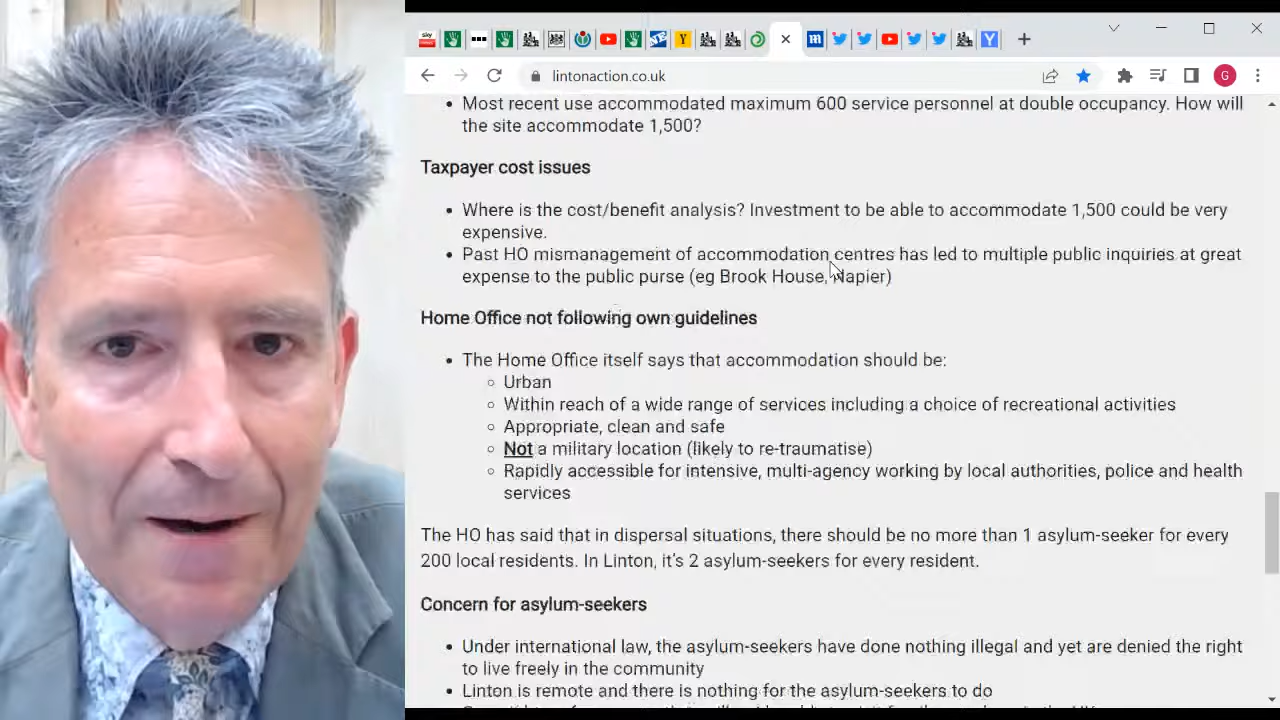 lintonaction.co.uk
G
• Most recent use accommodated maximum 600 service personnel at double occupancy. How will
the site accommodate 1,500?
Taxpayer cost issues
• Where is the cost/benefit analysis? Investment to be able to accommodate 1,500 could be very
expensive.
• Past HO mismanagement of accommodation centres has led to multiple public inquiries at great
expense to the public purse (eg Brook House, Napier)
Home Office not following own guidelines
• The Home Office itself says that accommodation should be:
◦ Urban
◦ Within reach of a wide range of services including a choice of recreational activities
◦ Appropriate, clean and safe
◦ Not a military location (likely to re-traumatise)
◦ Rapidly accessible for intensive, multi-agency working by local authorities, police and health
services
The HO has said that in dispersal situations, there should be no more than 1 asylum-seeker for every
200 local residents. In Linton, it's 2 asylum-seekers for every resident.
Concern for asylum-seekers
• Under international law, the asylum-seekers have done nothing illegal and yet are denied the right
to live freely in the community
• Linton is remote and there is nothing for the asylum-seekers to do